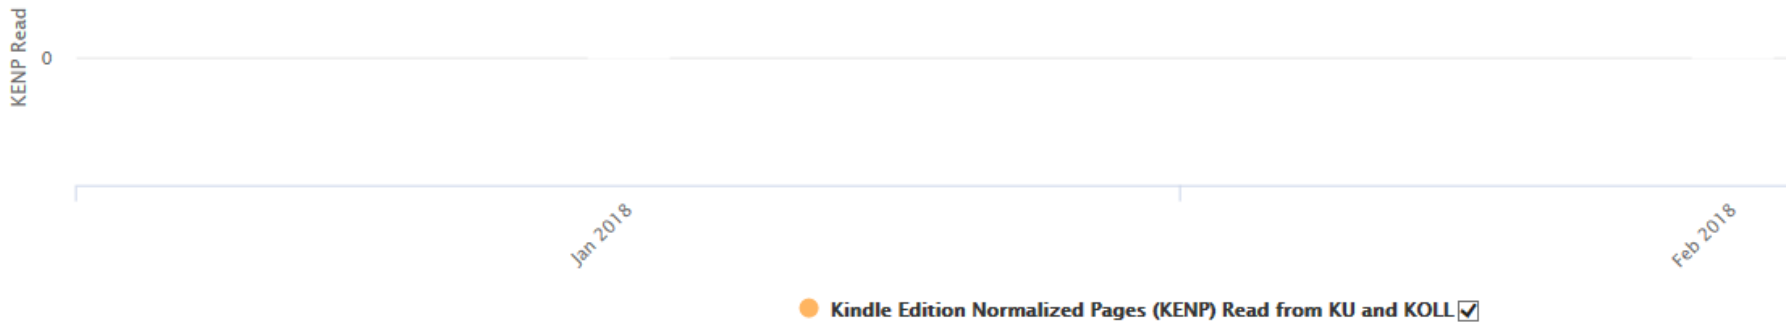 KENP Read
0
Jan 2018
Feb 2018
Kindle Edition Normalized Pages (KENP) Read from KU and KOLL